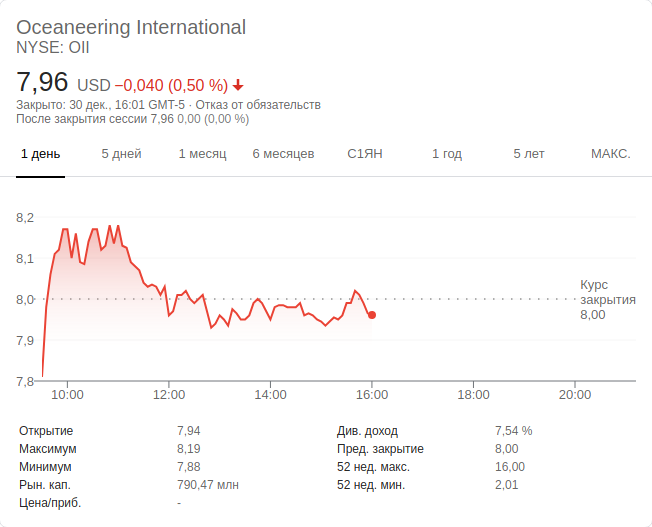 Oceaneering International
NYSE: OII
7,96 USD −0,040 (0,50 %)
Закрыто: 30 дек., 16:01 GMT-5 · Отказ от обязательств
После закрытия сессии 7,96 0,00 (0,00 %)
1 день 5 дней 1 месяц 6 месяцев С1ЯН 1 год 5 лет МАКС.
8,2
8,1
8,0
7,9
7,8
Курс
закрытия
8,00
10:00 12:00 14:00 16:00 18:00 20:00
Открытие 7,94 Див. доход 7,54 %
Максимум 8,19 Пред. закрытие 8,00
Минимум 7,88 52 нед. макс. 16,00
Рын. кап. 790,47 млн 52 нед. мин. 2,01
Цена/приб. -